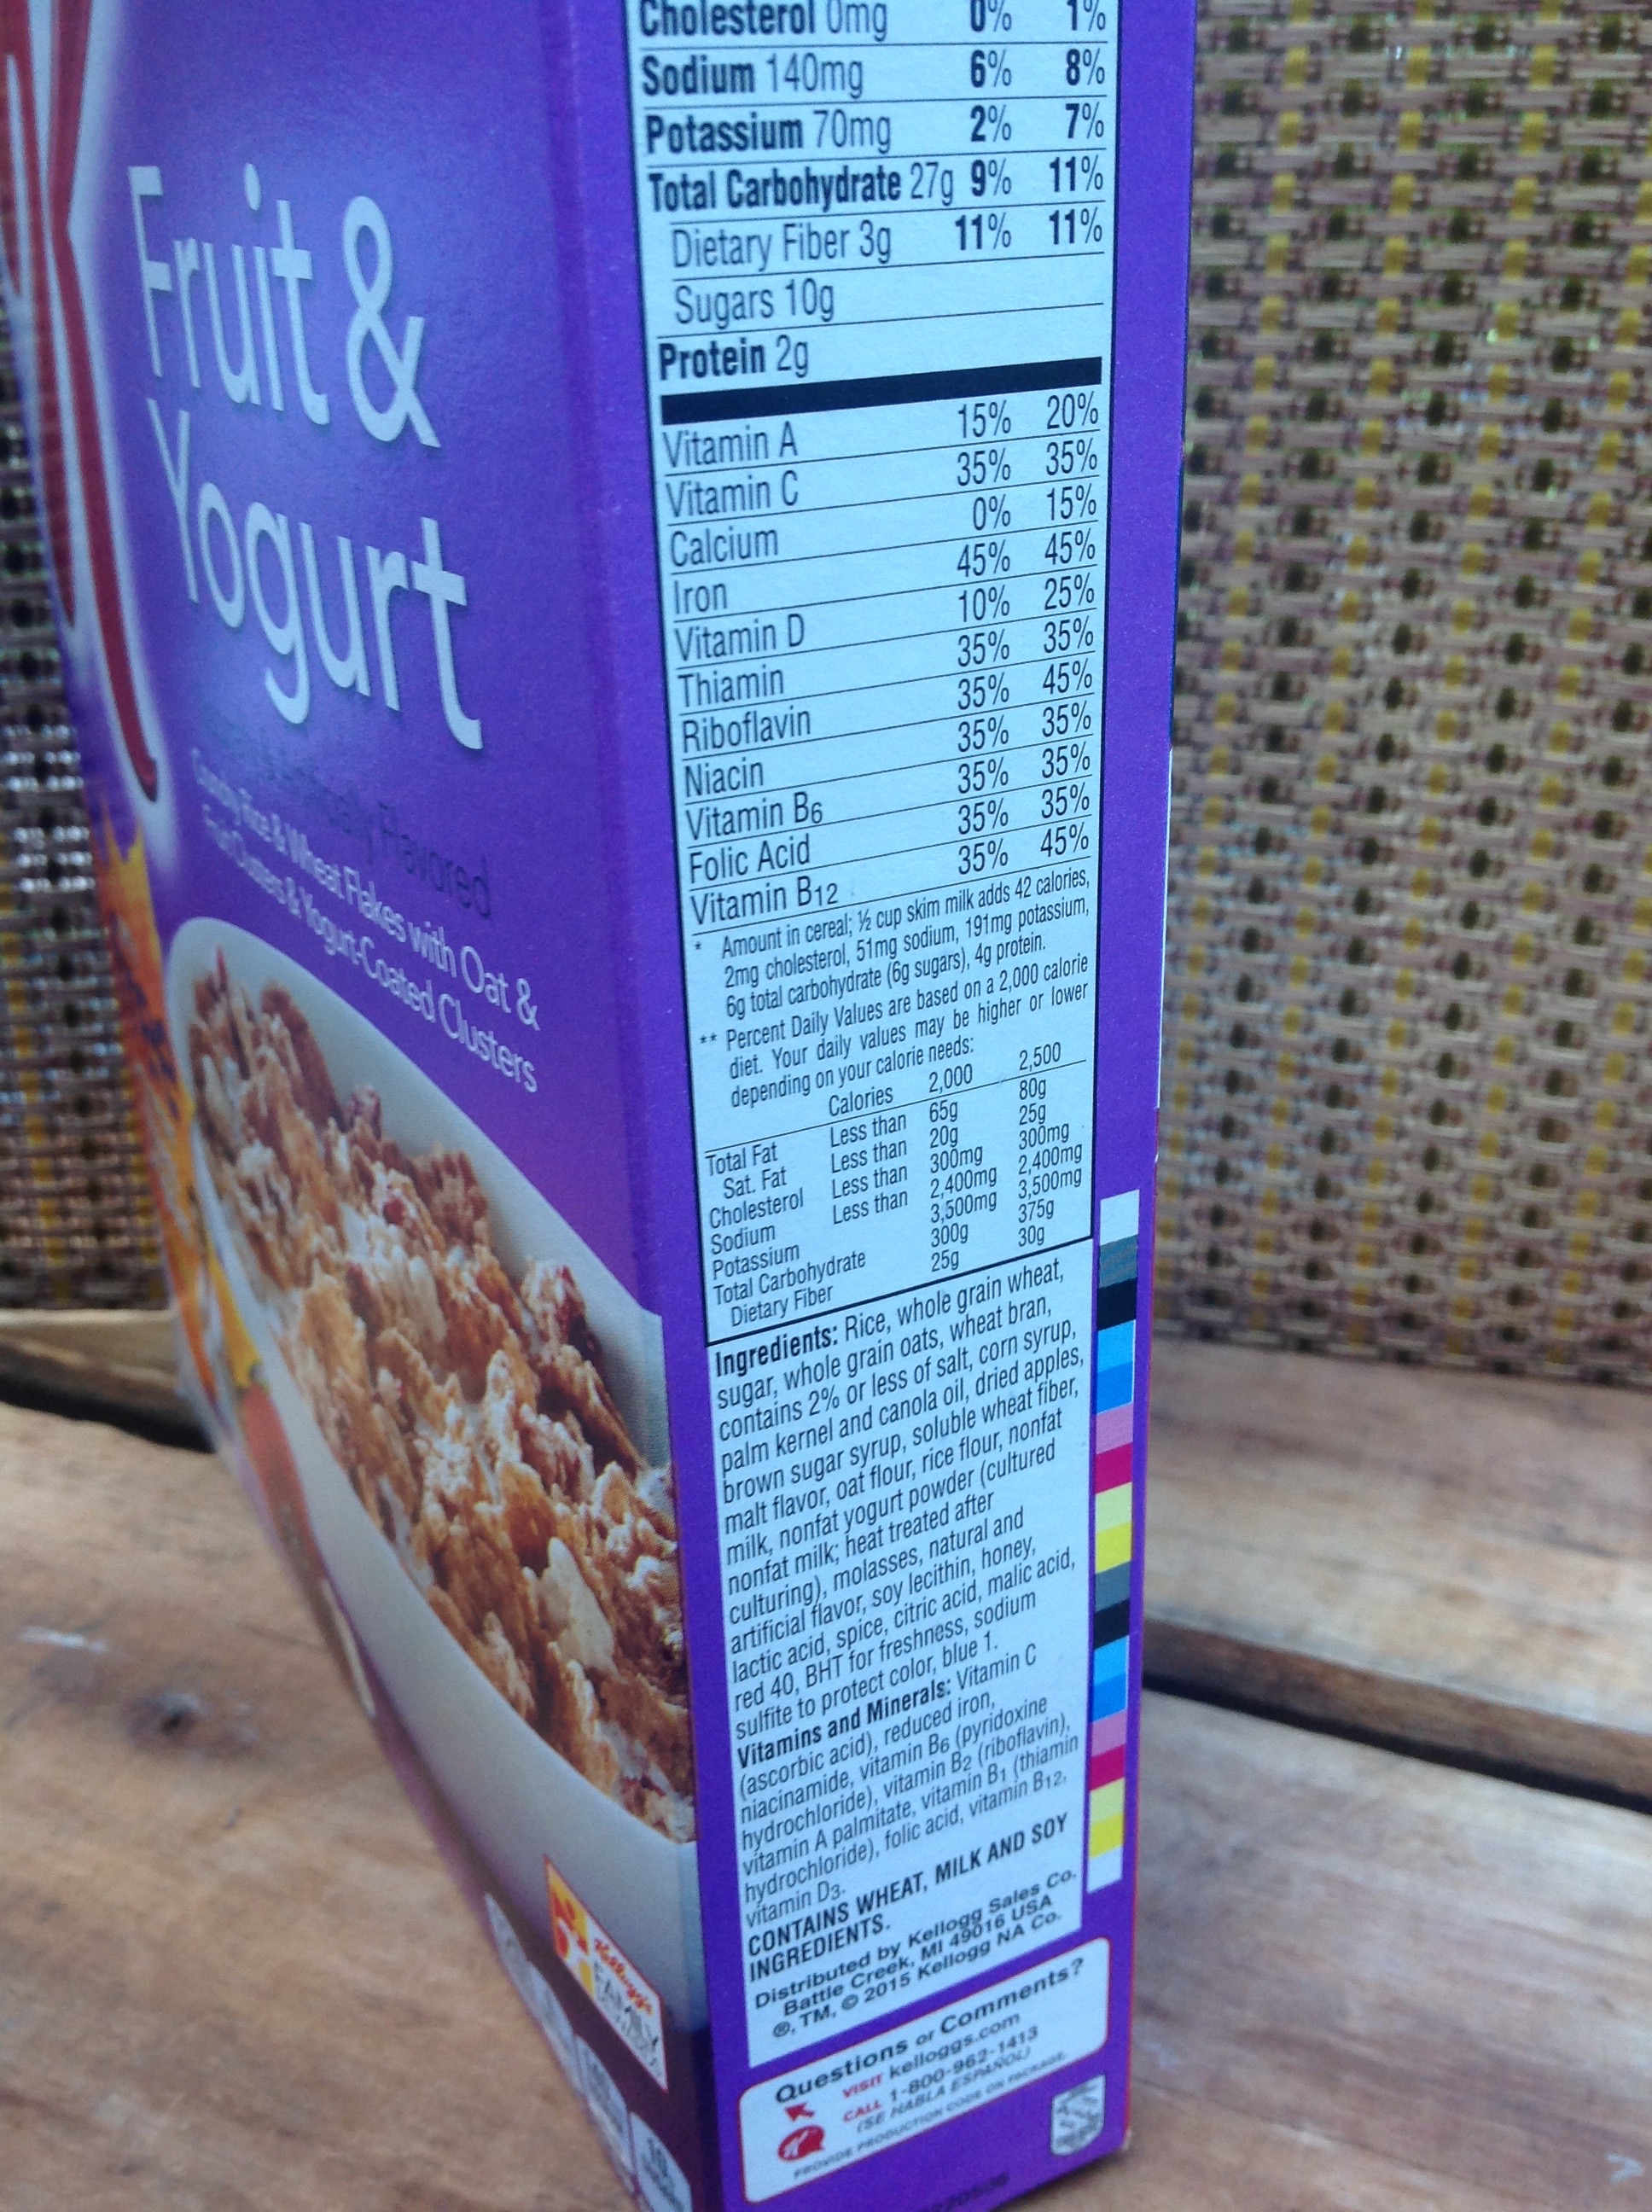 K
Fruit &
Yogurt
Flavored
Crunchy Rice & Wheat Flakes with Oat &
Fruit Clusters & Yogurt-Coated Clusters
Kellogg's
FAMILY
Cholesterol 0mg 0% 1%
Sodium 140mg 6% 8%
Potassium 70mg 2% 7%
Total Carbohydrate 27g 9% 11%
Dietary Fiber 3g 11% 11%
Sugars 10g
Protein 2g
Vitamin A 15% 20%
Vitamin C 35% 35%
Calcium 0% 15%
Iron 45% 45%
Vitamin D 10% 25%
Thiamin 35% 35%
Riboflavin 35% 45%
Niacin 35% 35%
Vitamin B6 35% 35%
Folic Acid 35% 35%
Vitamin B12 35% 45%
* Amount in cereal; ½ cup skim milk adds 42 calories,
2mg cholesterol, 51mg sodium, 191mg potassium,
6g total carbohydrate (6g sugars), 4g protein.
** Percent Daily Values are based on a 2,000 calorie
diet. Your daily values may be higher or lower
depending on your calorie needs:
Calories 2,000 2,500
Total Fat Less than 65g 80g
Sat. Fat Less than 20g 25g
Cholesterol Less than 300mg 300mg
Sodium Less than 2,400mg 2,400mg
Potassium 3,500mg 3,500mg
Total Carbohydrate 300g 375g
Dietary Fiber 25g 30g
Ingredients: Rice, whole grain wheat,
sugar, whole grain oats, wheat bran,
contains 2% or less of salt, corn syrup,
palm kernel and canola oil, dried apples,
brown sugar syrup, soluble wheat fiber,
malt flavor, oat flour, rice flour, nonfat
milk, nonfat yogurt powder (cultured
nonfat milk; heat treated after
culturing), molasses, natural and
artificial flavor, soy lecithin, honey,
lactic acid, spice, citric acid, malic acid,
red 40, BHT for freshness, sodium
sulfite to protect color, blue 1.
Vitamins and Minerals: Vitamin C
(ascorbic acid), reduced iron,
niacinamide, vitamin B6 (pyridoxine
hydrochloride), vitamin B2 (riboflavin),
vitamin A palmitate, vitamin B1 (thiamin
hydrochloride), folic acid, vitamin B12,
vitamin D3.
CONTAINS WHEAT, MILK AND SOY
INGREDIENTS.
Distributed by Kellogg Sales Co.
Battle Creek, MI 49016 USA
®, TM, © 2015 Kellogg NA Co.
Questions or Comments?
VISIT kelloggs.com
CALL 1-800-962-1413
(SE HABLA ESPAÑOL)
PROVIDE PRODUCTION CODE ON PACKAGE.